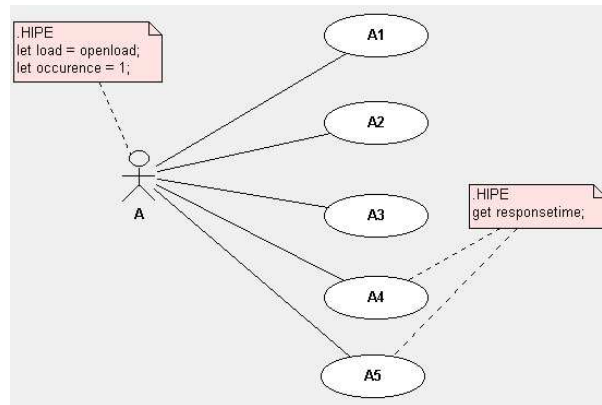 .HIPE
let load = openload;
let occurence = 1;
A1
A2
A3
.HIPE
get responsetime;
A
A4
A5